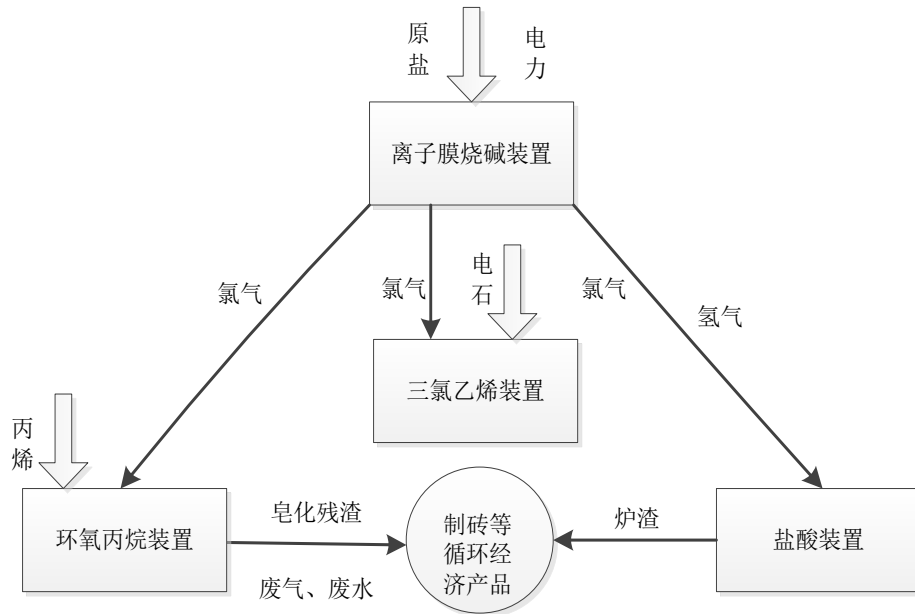 原盐
电力
离子膜烧碱装置
氯气
氯气
电石
氯气
氢气
三氯乙烯装置
丙烯
环氧丙烷装置
皂化残渣
废气、废水
制砖等
循环经
济产品
炉渣
盐酸装置